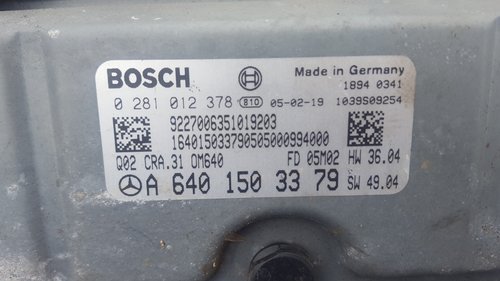 BOSCH
Made in Germany
1894 0341
0 281 012 378 810 05-02-19 1039S09254
9227006351019203
164015033790505000994000
Q02 CRA.31 OM640 FD 05M02 HW 36.04
A 640 150 33 79 SW 49.04